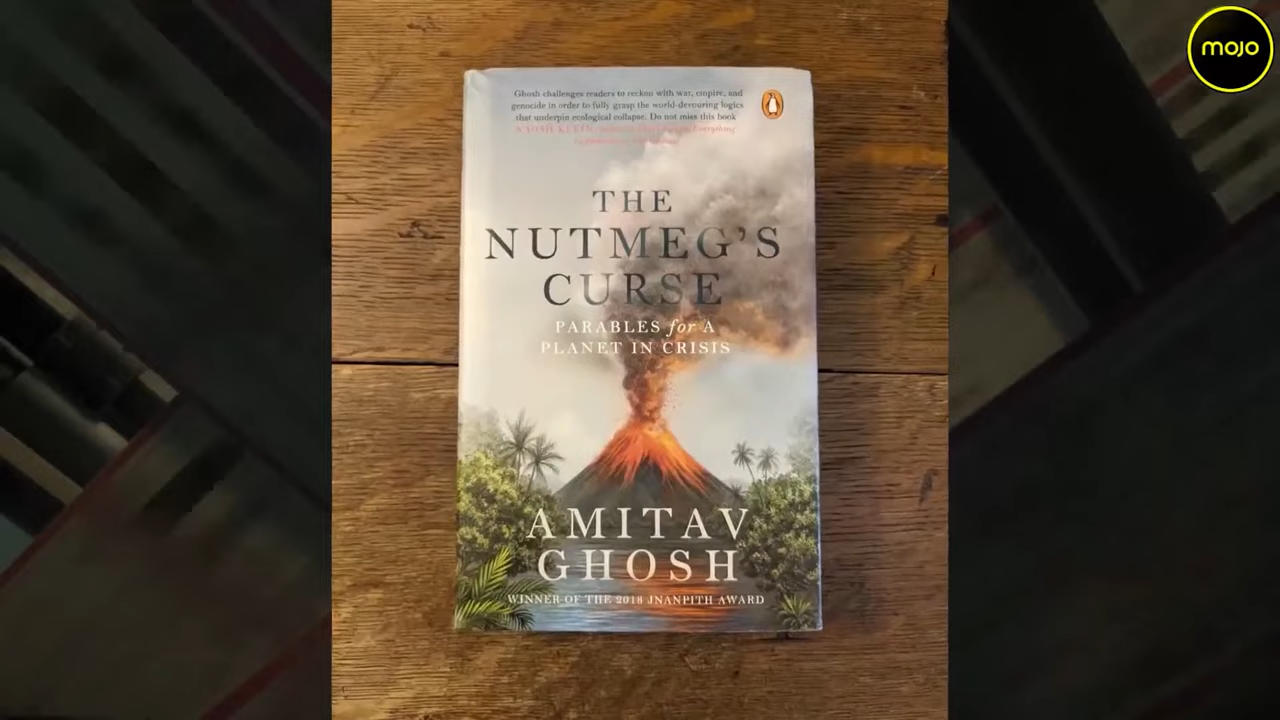 mojo
Ghosh challenges readers to reckon with war, empire, and
genocide in order to fully grasp the world-devouring logics
that underpin ecological collapse. Do not miss this book
THE
NUTMEG'S
CURSE
PARABLES for A
PLANET IN CRISIS
AMITAV
GHOSH
WINNER OF THE 2018 JNANPITH AWARD